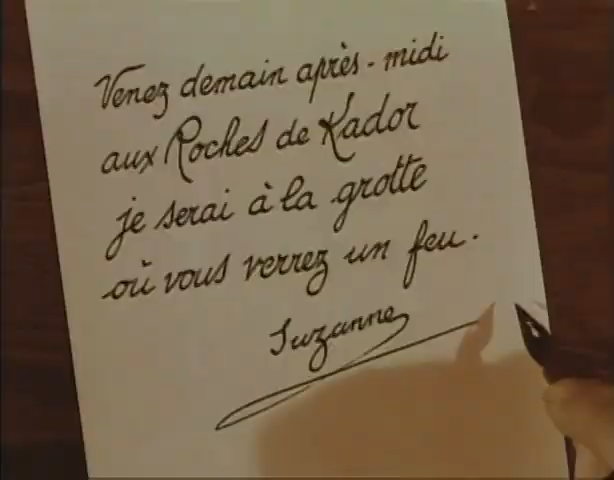 Venez demain après-midi
aux Roches de Kador
je serai à la grotte
où vous verrez un feu.
Suzanne